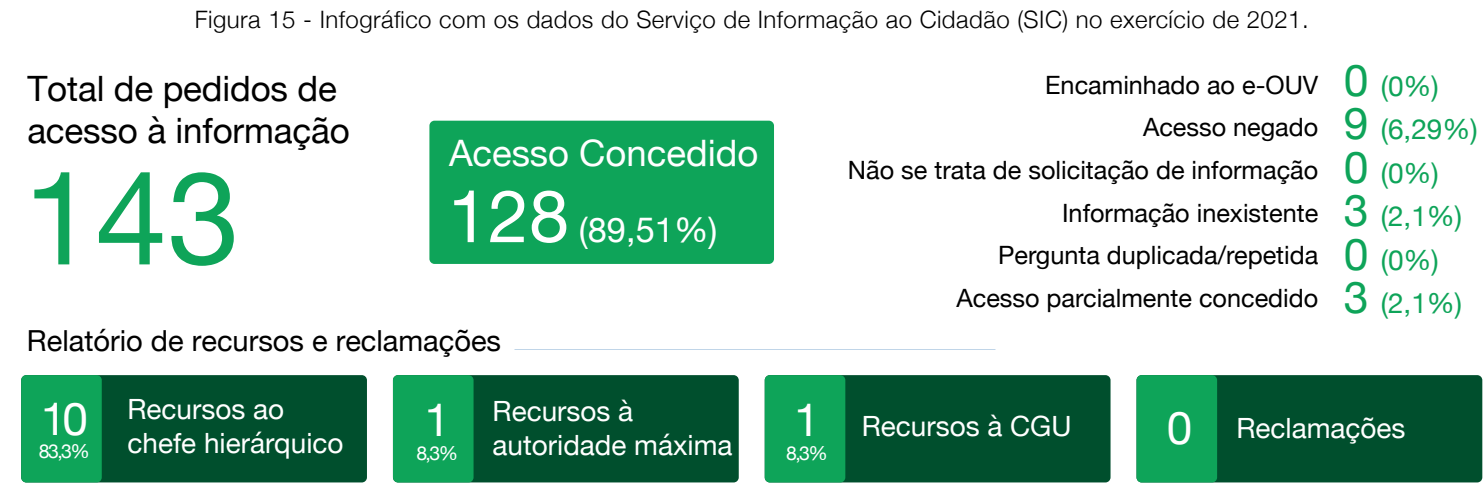 Figura 15 - Infográfico com os dados do Serviço de Informação ao Cidadão (SIC) no exercício de 2021.
Total de pedidos de
acesso à informação
143
Acesso Concedido
128 (89,51%)
Encaminhado ao e-OUV 0 (0%)
Acesso negado 9 (6,29%)
Não se trata de solicitação de informação 0 (0%)
Informação inexistente 3 (2,1%)
Pergunta duplicada/repetida 0 (0%)
Acesso parcialmente concedido 3 (2,1%)
Relatório de recursos e reclamações
10
83,3%
Recursos ao
chefe hierárquico
1
8,3%
Recursos à
autoridade máxima
1
8,3%
Recursos à CGU
0
Reclamações